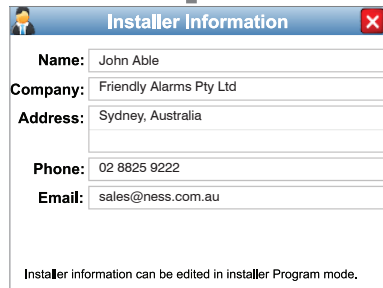 Installer Information
Name: John Able
Company: Friendly Alarms Pty Ltd
Address: Sydney, Australia
Phone: 02 8825 9222
Email: sales@ness.com.au
Installer information can be edited in installer Program mode.